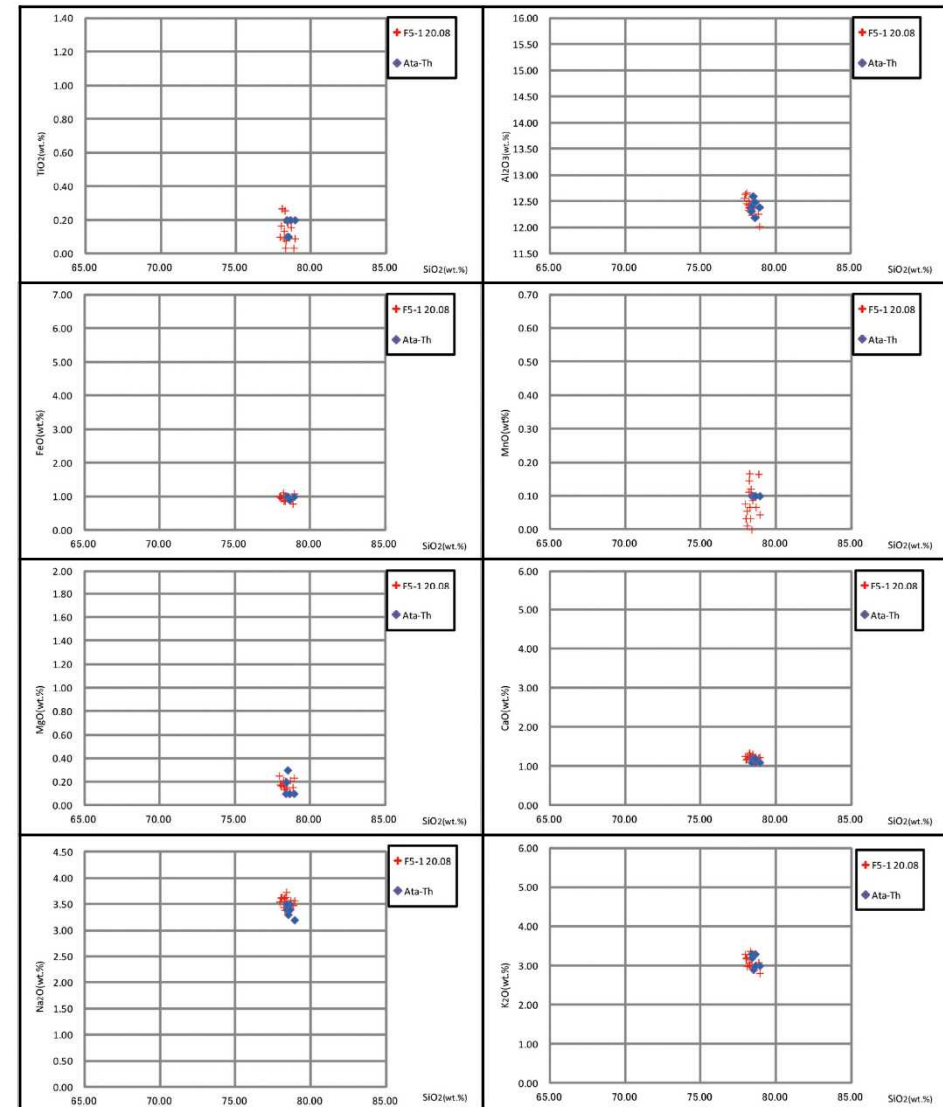 1.40
1.20
1.00
0.80
0.60
0.40
0.20
0.00
TiO2(wt.%)
65.00 70.00 75.00 80.00 85.00
SiO2(wt.%)
F5-1 20.08
Ata-Th
16.00
15.50
15.00
14.50
14.00
13.50
13.00
12.50
12.00
11.50
Al2O3(wt.%)
65.00 70.00 75.00 80.00 85.00
SiO2(wt.%)
F5-1 20.08
Ata-Th
7.00
6.00
5.00
4.00
3.00
2.00
1.00
0.00
FeO(wt.%)
65.00 70.00 75.00 80.00 85.00
SiO2(wt.%)
F5-1 20.08
Ata-Th
0.70
0.60
0.50
0.40
0.30
0.20
0.10
0.00
MnO(wt%)
65.00 70.00 75.00 80.00 85.00
SiO2(wt.%)
F5-1 20.08
Ata-Th
2.00
1.80
1.60
1.40
1.20
1.00
0.80
0.60
0.40
0.20
0.00
MgO(wt.%)
65.00 70.00 75.00 80.00 85.00
SiO2(wt.%)
F5-1 20.08
Ata-Th
6.00
5.00
4.00
3.00
2.00
1.00
0.00
CaO(wt.%)
65.00 70.00 75.00 80.00 85.00
SiO2(wt.%)
F5-1 20.08
Ata-Th
4.50
4.00
3.50
3.00
2.50
2.00
1.50
1.00
0.50
0.00
Na2O(wt.%)
65.00 70.00 75.00 80.00 85.00
SiO2(wt.%)
F5-1 20.08
Ata-Th
6.00
5.00
4.00
3.00
2.00
1.00
0.00
K2O(wt.%)
65.00 70.00 75.00 80.00 85.00
SiO2(wt.%)
F5-1 20.08
Ata-Th